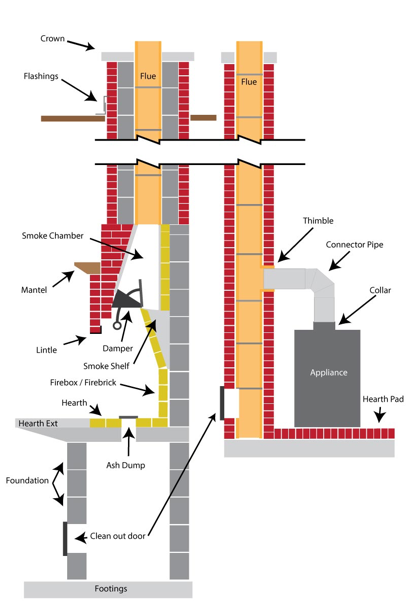 Crown
Flue
Flue
Flashings
Thimble
Smoke Chamber
Connector Pipe
Mantel
Collar
Lintle
Damper
Smoke Shelf
Appliance
Firebox / Firebrick
Hearth
Hearth Pad
Hearth Ext
Ash Dump
Foundation
Clean out door
Footings